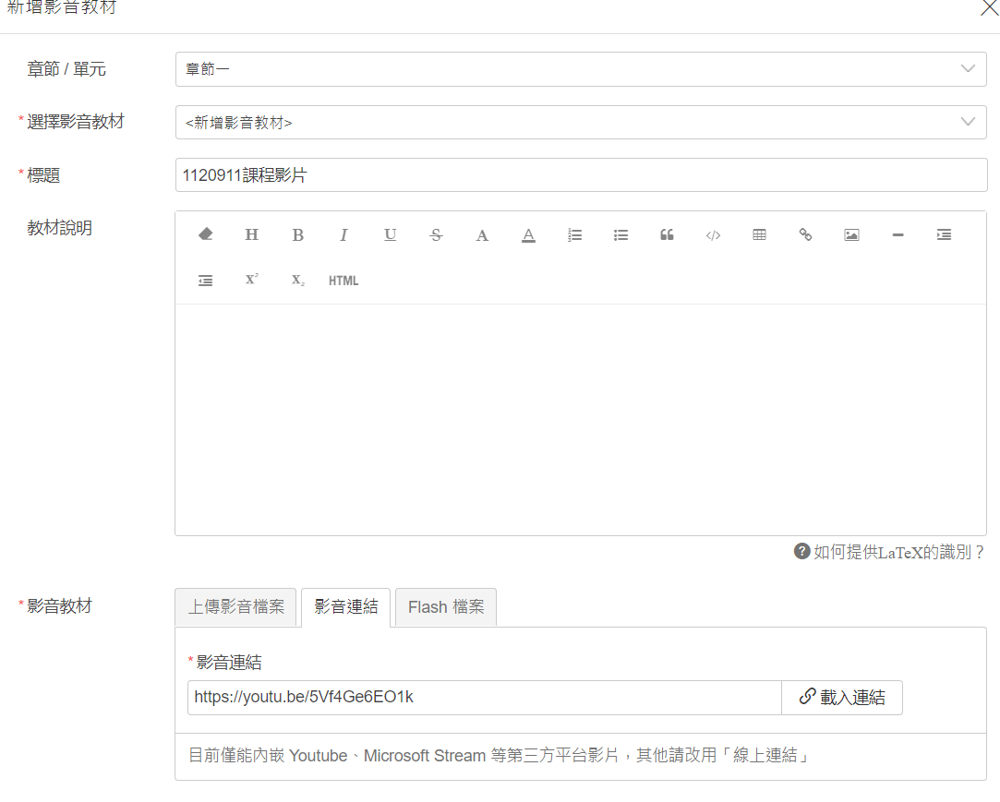 新增影音教材
章節 / 單元
章節一
* 選擇影音教材
<新增影音教材>
* 標題
1120911課程影片
教材說明
H B I U S A A
X² X₂ HTML
如何提供LaTeX的識別？
* 影音教材
上傳影音檔案 影音連結 Flash 檔案
* 影音連結
https://youtu.be/5Vf4Ge6EO1k 載入連結
目前僅能內嵌 Youtube、Microsoft Stream 等第三方平台影片，其他請改用「線上連結」